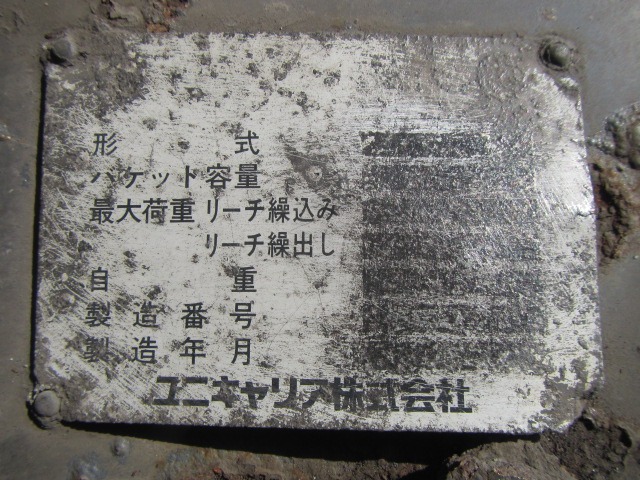 形式
バケット容量
最大荷重 リーチ繰込み
リーチ繰出し
自重
製造番号
製造年月
ユニキャリア株式会社